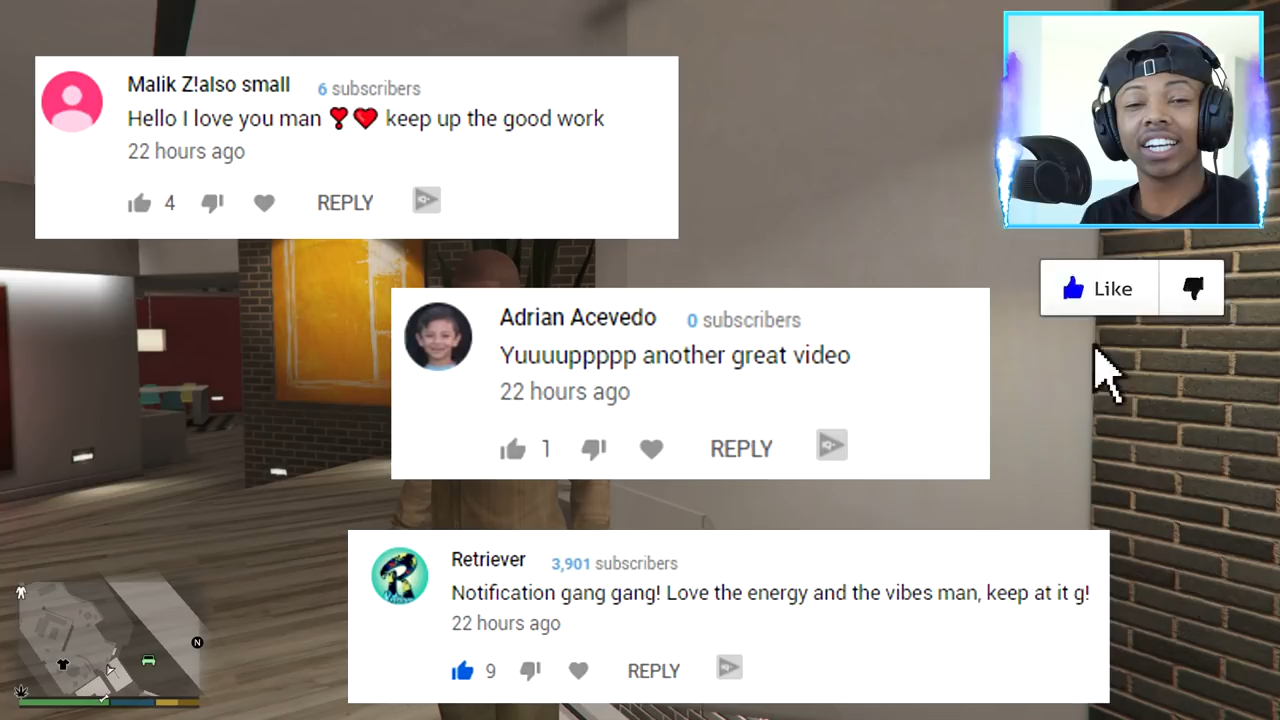 Malik Z!also small 6 subscribers
Hello I love you man ❣❤ keep up the good work
22 hours ago
4 REPLY
Like
Adrian Acevedo 0 subscribers
Yuuuuppppp another great video
22 hours ago
1 REPLY
Retriever 3,901 subscribers
Notification gang gang! Love the energy and the vibes man, keep at it g!
22 hours ago
9 REPLY
N